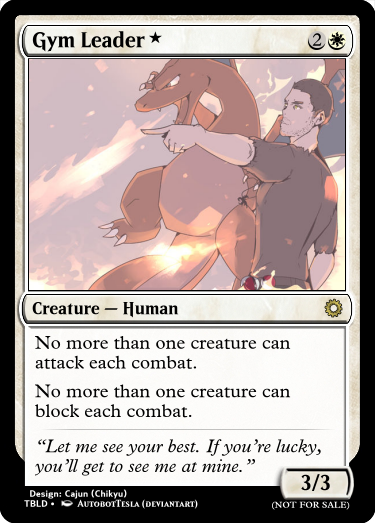 Gym Leader★ 2
Creature — Human
No more than one creature can
attack each combat.
No more than one creature can
block each combat.
“Let me see your best. If you’re lucky,
you’ll get to see me at mine.”
3/3
Design: Cajun (Chikyu)
TBLD • AutobotTesla (deviantart)
(NOT FOR SALE)